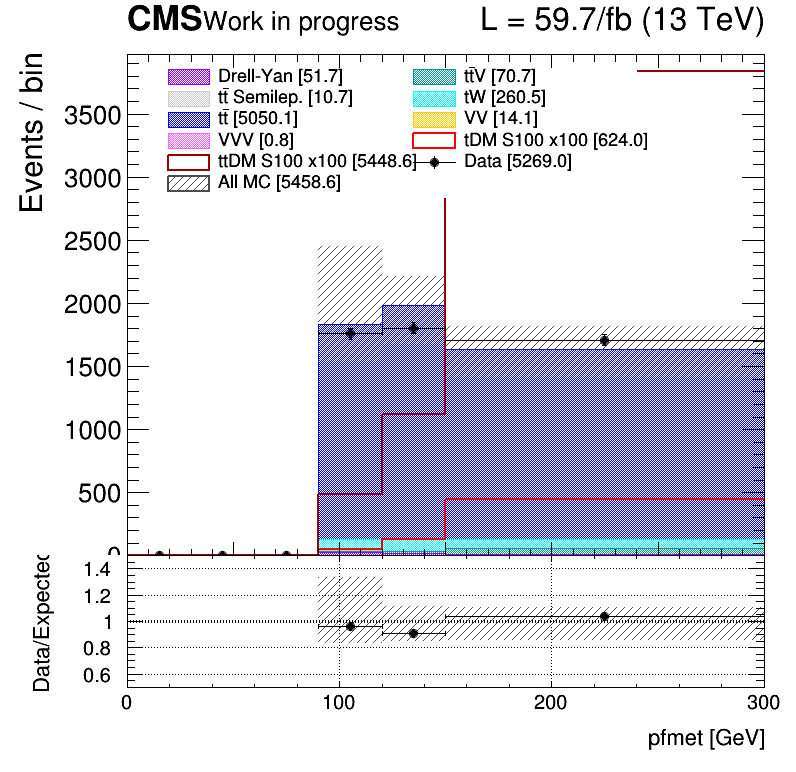 CMS Work in progress L = 59.7/fb (13 TeV)
Events / bin
Drell-Yan [51.7] tt̄V [70.7]
tt̄ Semilep. [10.7] tW [260.5]
tt̄ [5050.1] VV [14.1]
VVV [0.8] tDM S100 x100 [624.0]
ttDM S100 x100 [5448.6] Data [5269.0]
All MC [5458.6]
3500
3000
2500
2000
1500
1000
500
0
Data/Expected
1.4
1.2
1
0.8
0.6
0 100 200 300
pfmet [GeV]